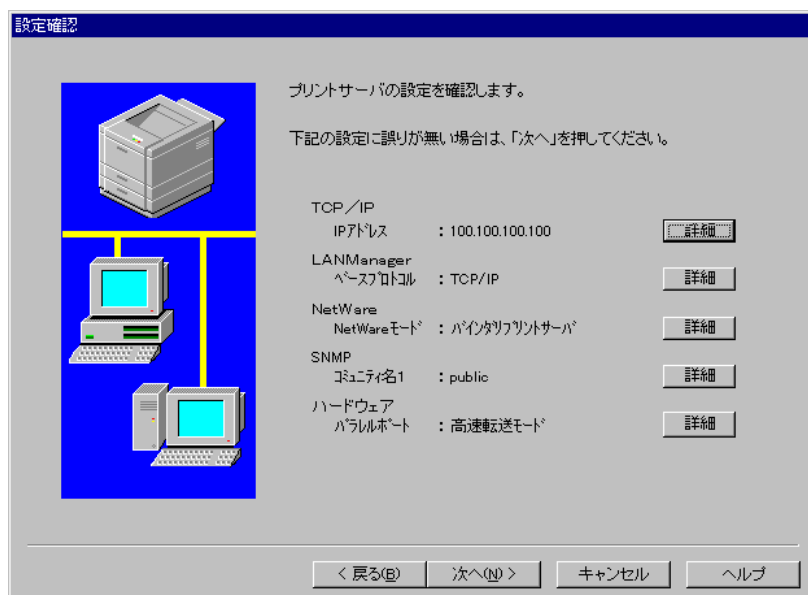 設定確認
プリントサーバの設定を確認します。
下記の設定に誤りが無い場合は、「次へ」を押してください。
TCP／IP
IPｱﾄﾞﾚｽ : 100.100.100.100 詳細
LANManager
ﾍﾞｰｽﾌﾟﾛﾄｺﾙ : TCP/IP 詳細
NetWare
NetWareﾓｰﾄﾞ : ﾊﾞｲﾝﾀﾞﾘﾌﾟﾘﾝﾄｻｰﾊﾞ 詳細
SNMP
ｺﾐｭﾆﾃｨ名1 : public 詳細
ハードウェア
ﾊﾟﾗﾚﾙﾎﾟｰﾄ : 高速転送ﾓｰﾄﾞ 詳細
< 戻る(B) 次へ(N) > キャンセル ヘルプ